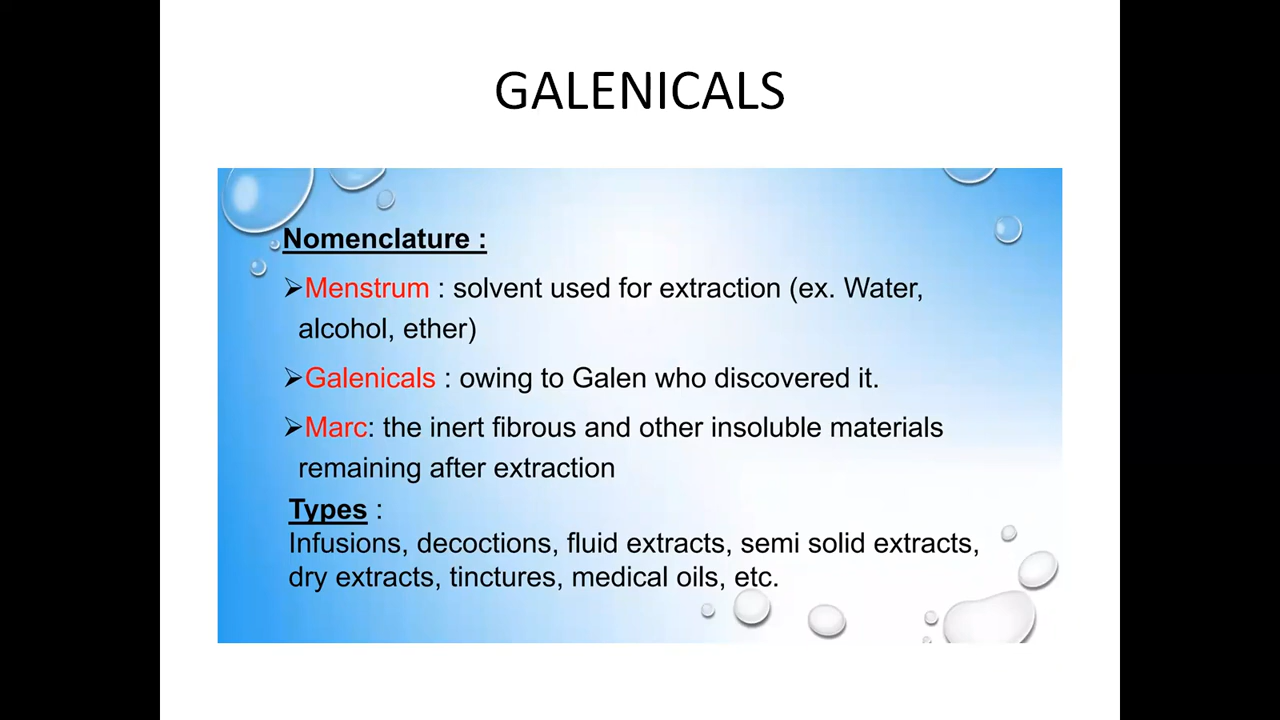 GALENICALS
Nomenclature :
➢Menstrum : solvent used for extraction (ex. Water,
alcohol, ether)
➢Galenicals : owing to Galen who discovered it.
➢Marc: the inert fibrous and other insoluble materials
remaining after extraction
Types :
Infusions, decoctions, fluid extracts, semi solid extracts,
dry extracts, tinctures, medical oils, etc.